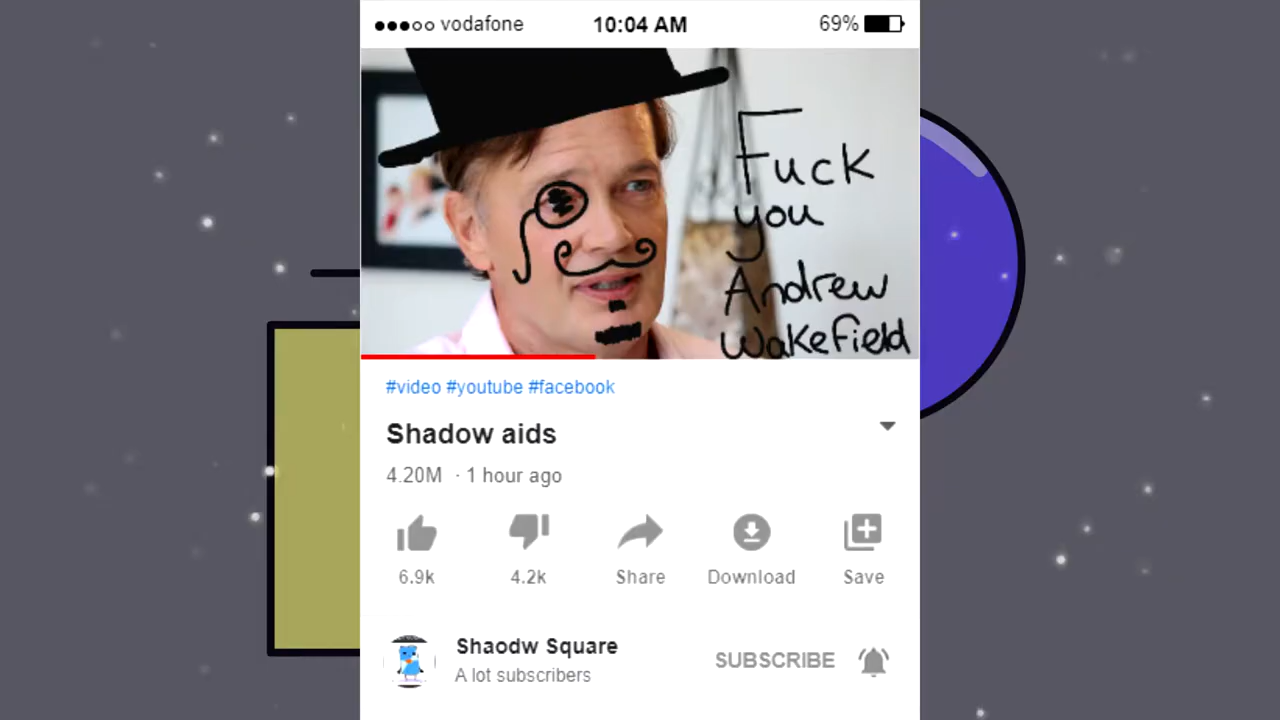 vodafone 10:04 AM 69%
Fuck
you
Andrew
Wakefield
#video #youtube #facebook
Shadow aids
4.20M · 1 hour ago
6.9k 4.2k Share Download Save
Shaodw Square
SUBSCRIBE
A lot subscribers